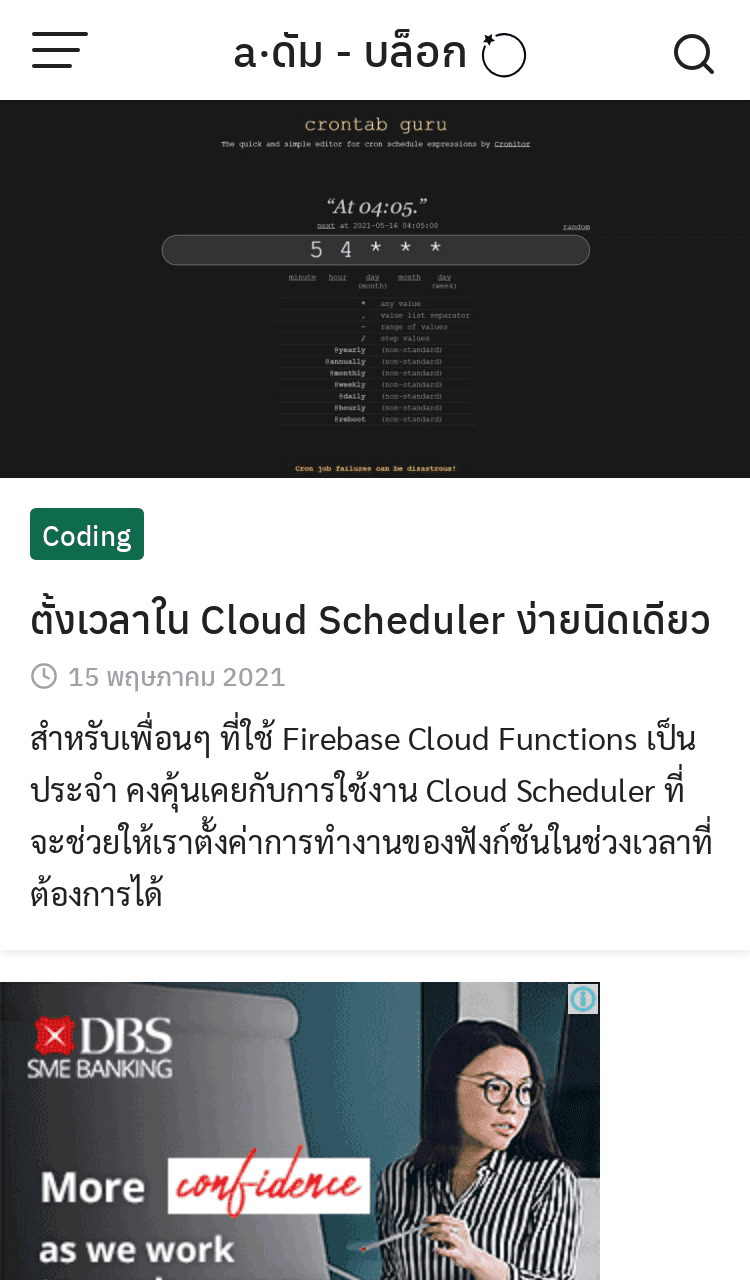 a·ดัม - บล็อก
crontab guru
The quick and simple editor for cron schedule expressions by Cronitor
“At 04:05.”
next at 2021-05-16 04:05:00
random
5 4 * * *
minute hour day (month) month day (week)
* any value
, value list separator
- range of values
/ step values
@yearly (non-standard)
@annually (non-standard)
@monthly (non-standard)
@weekly (non-standard)
@daily (non-standard)
@hourly (non-standard)
@reboot (non-standard)
Cron job failures can be disastrous!
Coding
ตั้งเวลาใน Cloud Scheduler ง่ายนิดเดียว
15 พฤษภาคม 2021
สำหรับเพื่อนๆ ที่ใช้ Firebase Cloud Functions เป็น
ประจำ คงคุ้นเคยกับการใช้งาน Cloud Scheduler ที่
จะช่วยให้เราตั้งค่าการทำงานของฟังก์ชันในช่วงเวลาที่
ต้องการได้
DBS
SME BANKING
More confidence
as we work